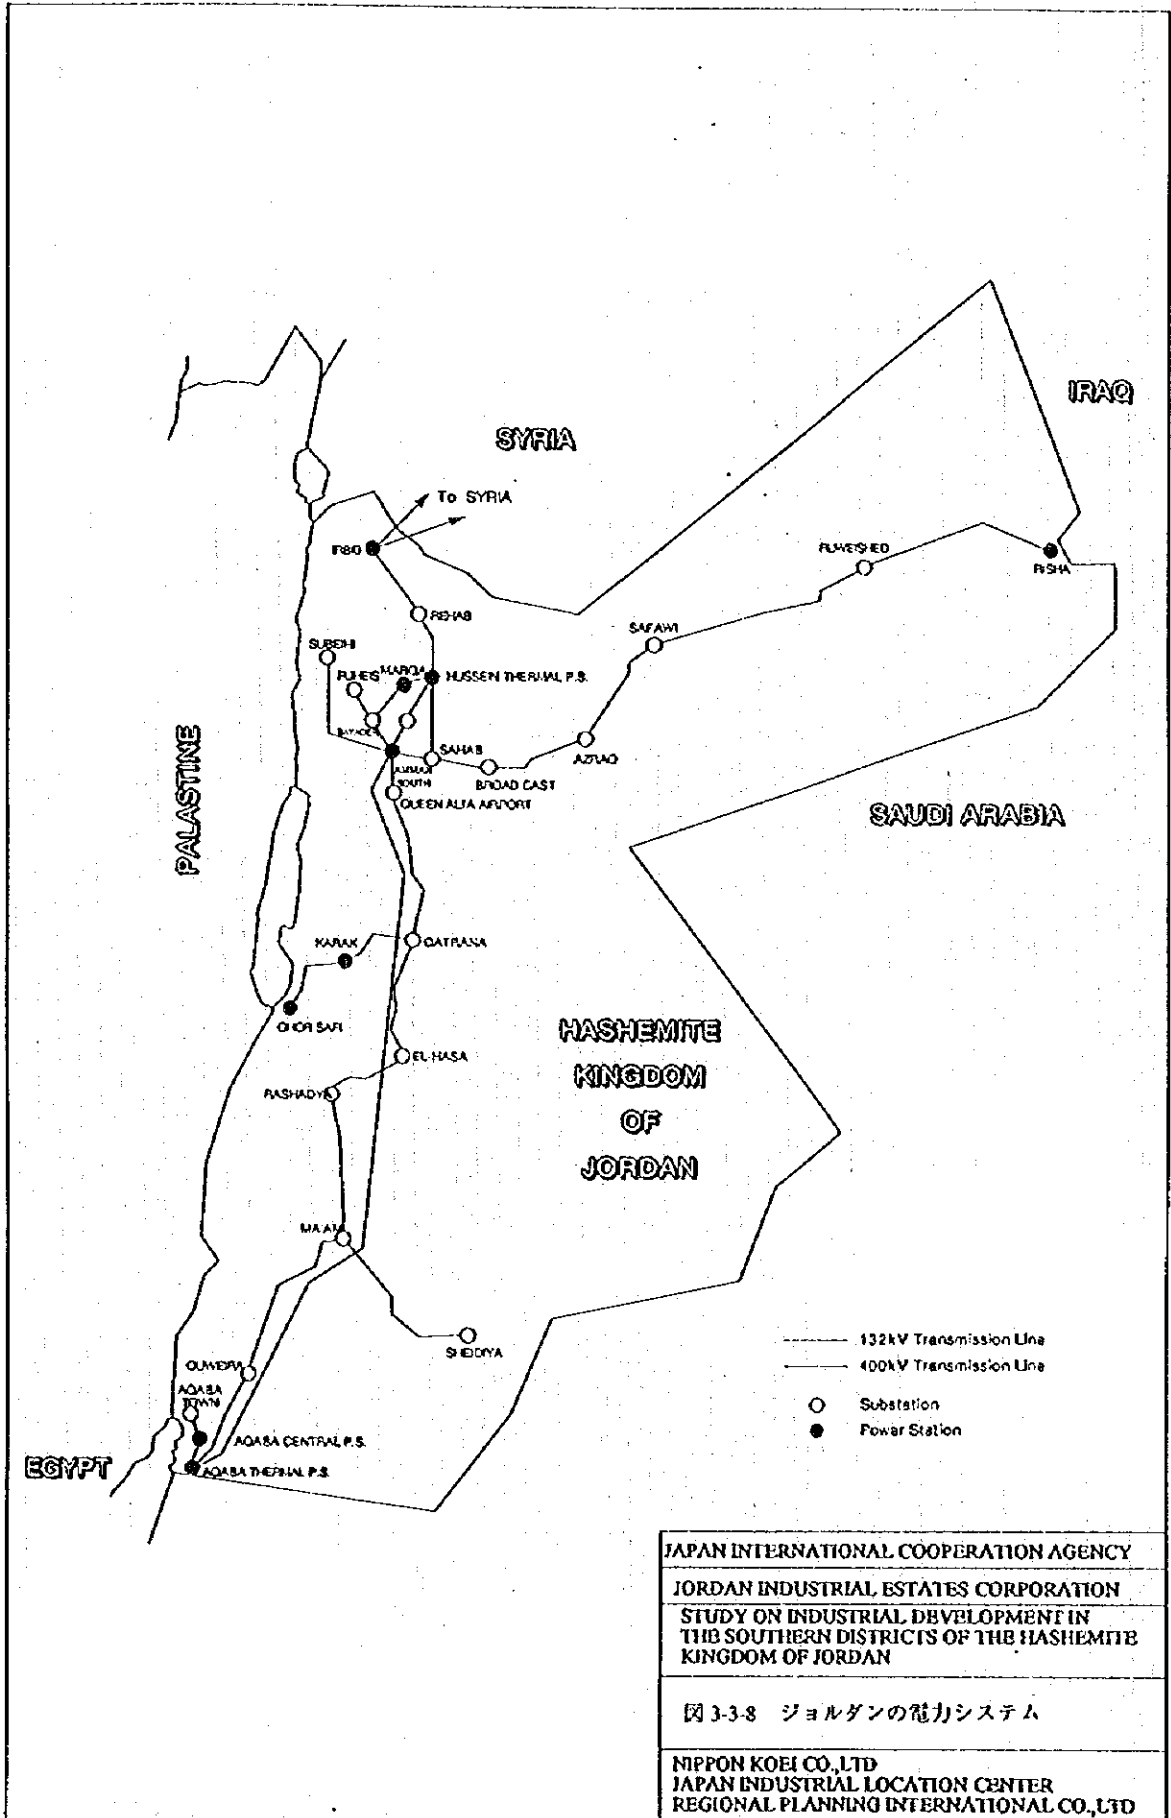 IRAQ
SYRIA
To SYRIA
IRBID
RUWEISHED
RISHA
REHAB
SUBEIHI
SAFAWI
FUHEIS
MARQA
HUSSEIN THERMAL P.S.
BAYADER
SAHAB
AZRAQ
AMMAN
SOUTH
BROAD CAST
QUEEN ALIA AIRPORT
PALASTINE
SAUDI ARABIA
KARAK
QATRANA
GHOR SAFI
HASHEMITE
KINGDOM
OF
JORDAN
EL-HASA
RASHADYA
MA'AN
SHEIDIYA
132kV Transmission Line
400kV Transmission Line
Substation
Power Station
QUWEIRA
AQABA
TOWN
AQABA CENTRAL P.S.
EGYPT
AQABA THERMAL P.S.
JAPAN INTERNATIONAL COOPERATION AGENCY
JORDAN INDUSTRIAL ESTATES CORPORATION
STUDY ON INDUSTRIAL DEVELOPMENT IN
THE SOUTHERN DISTRICTS OF THE HASHEMITE
KINGDOM OF JORDAN
図 3-3-8 ジョルダンの電力システム
NIPPON KOEI CO.,LTD
JAPAN INDUSTRIAL LOCATION CENTER
REGIONAL PLANNING INTERNATIONAL CO.,LTD